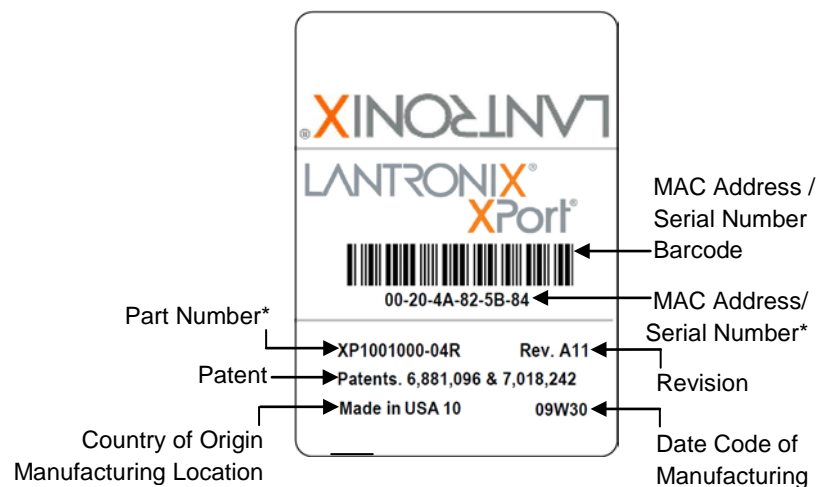 LANTRONIX®
LANTRONIX®
XPort®
MAC Address /
Serial Number
Barcode
00-20-4A-82-5B-84
MAC Address/
Serial Number*
Part Number*
XP1001000-04R Rev. A11
Patent
Patents. 6,881,096 & 7,018,242
Revision
Made in USA 10 09W30
Country of Origin
Manufacturing Location
Date Code of
Manufacturing